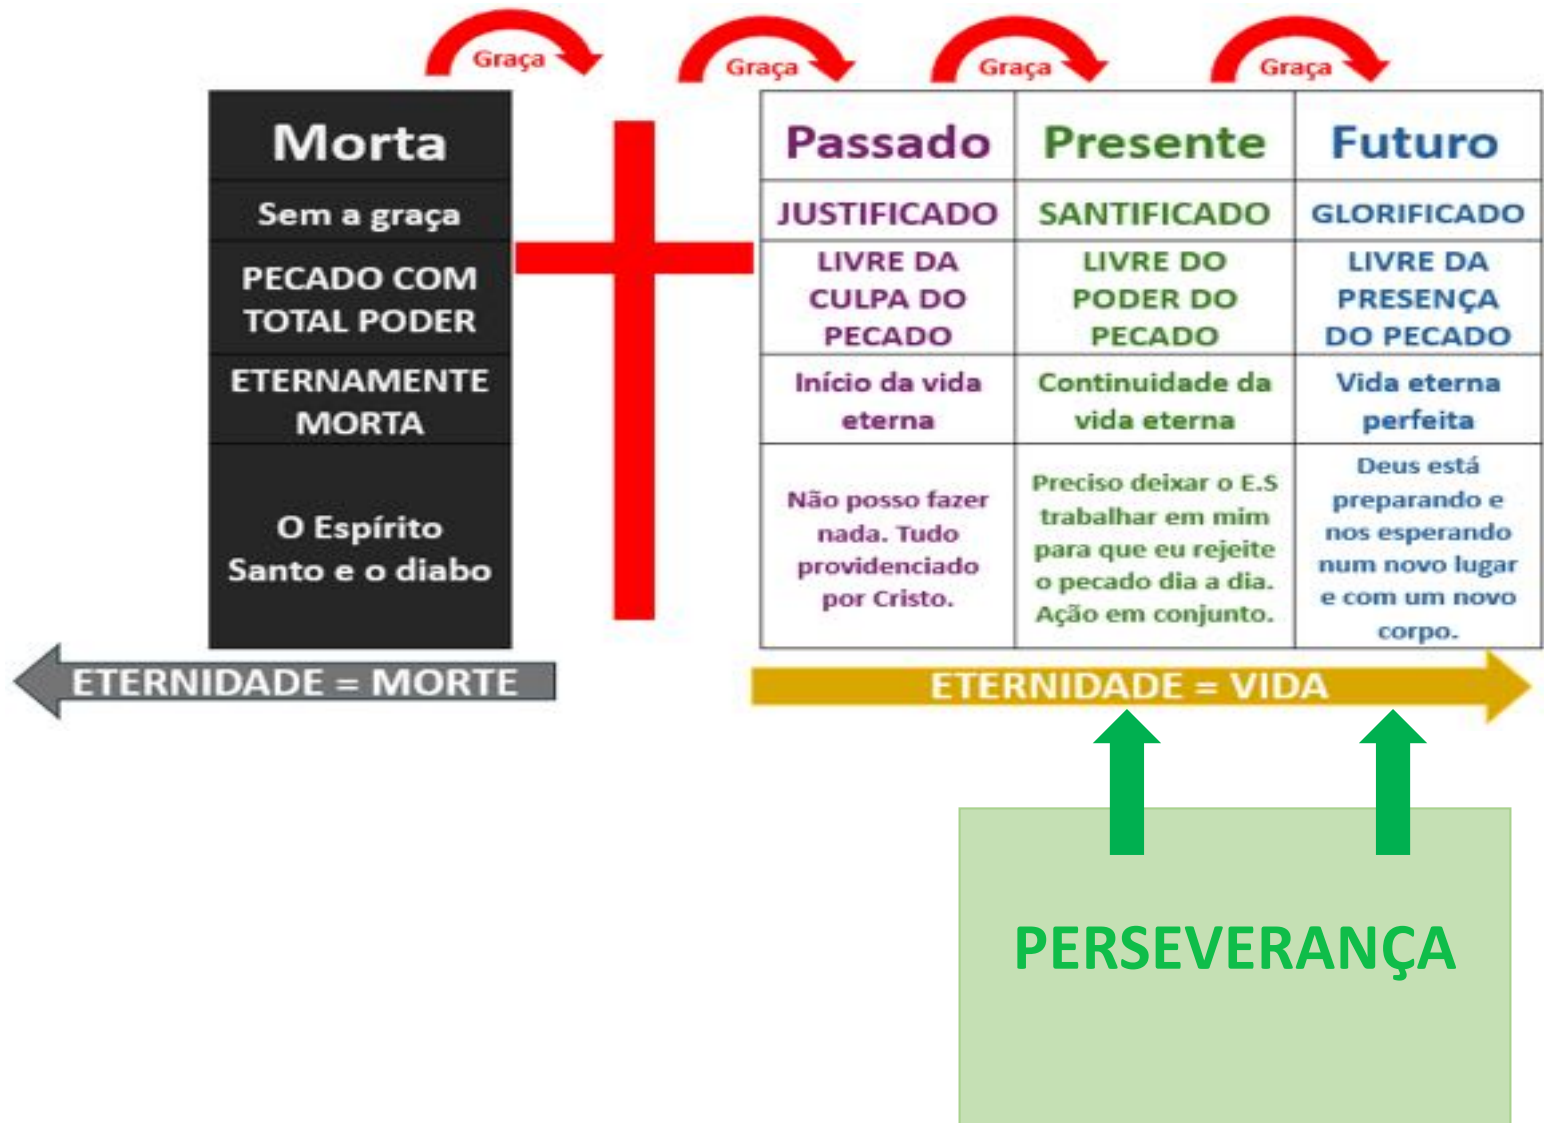 Graça
Graça
Graça
Graça
Morta
Sem a graça
PECADO COM
TOTAL PODER
ETERNAMENTE
MORTA
O Espírito
Santo e o diabo
Passado
JUSTIFICADO
LIVRE DA
CULPA DO
PECADO
Início da vida
eterna
Não posso fazer
nada. Tudo
providenciado
por Cristo.
Presente
SANTIFICADO
LIVRE DO
PODER DO
PECADO
Continuidade da
vida eterna
Preciso deixar o E.S
trabalhar em mim
para que eu rejeite
o pecado dia a dia.
Ação em conjunto.
Futuro
GLORIFICADO
LIVRE DA
PRESENÇA
DO PECADO
Vida eterna
perfeita
Deus está
preparando e
nos esperando
num novo lugar
e com um novo
corpo.
ETERNIDADE = MORTE
ETERNIDADE = VIDA
PERSEVERANÇA